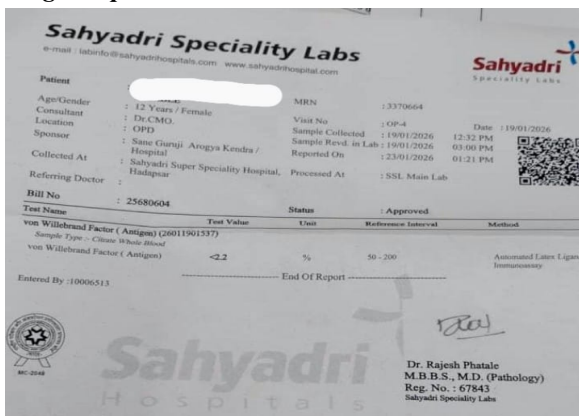 Sahyadri Speciality Labs
e-mail : labinfo@sahyadrihospitals.com www.sahyadrihospital.com
Sahyadri
Speciality Labs
Patient :
Age/Gender : 12 Years / Female MRN : 3370664
Consultant : Dr.CMO. Visit No : OP-4 Date : 19/01/2026
Location : OPD Sample Collected : 19/01/2026 12:32 PM
Sponsor : Sane Guruji Arogya Kendra / Hospital Sample Revd. in Lab : 19/01/2026 03:00 PM
Reported On : 23/01/2026 01:21 PM
Collected At : Sahyadri Super Speciality Hospital, Hadapsar Processed At : SSL Main Lab
Referring Doctor :
Bill No : 25680604 Status : Approved
Test Name Test Value Unit Reference Interval Method
von Willebrand Factor ( Antigen) (26011901537)
Sample Type :- Citrate Whole Blood
von Willebrand Factor ( Antigen) <2.2 % 50 - 200 Automated Latex Ligand Immunoassay
End Of Report
Entered By :10006513
MC-2048
Sahyadri
Hospitals
Dr. Rajesh Phatale
M.B.B.S., M.D. (Pathology)
Reg. No. : 67843
Sahyadri Speciality Labs